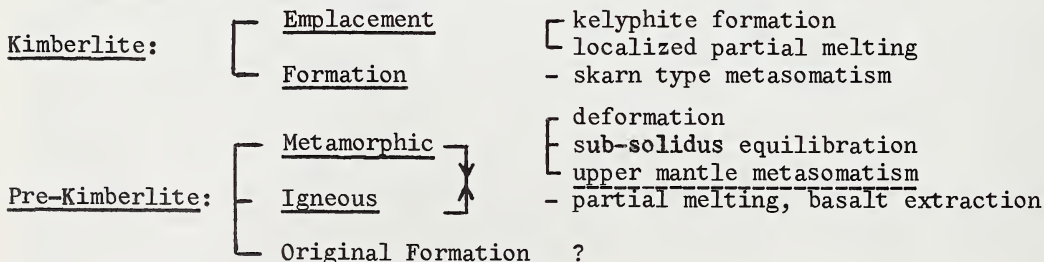 Emplacement kelyphite formation
Kimberlite: localized partial melting
Formation - skarn type metasomatism
deformation
Metamorphic sub-solidus equilibration
upper mantle metasomatism
Pre-Kimberlite: Igneous - partial melting, basalt extraction
Original Formation ?